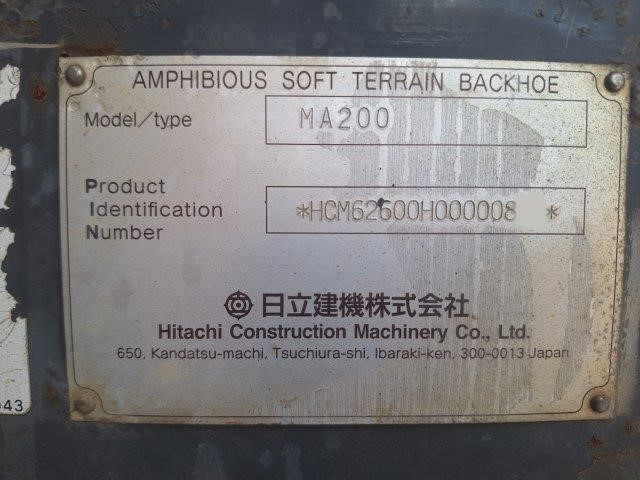 AMPHIBIOUS SOFT TERRAIN BACKHOE
Model/type MA200
Product
Identification *HCM62600H000008 *
Number
日立建機株式会社
Hitachi Construction Machinery Co., Ltd.
650, Kandatsu-machi, Tsuchiura-shi, Ibaraki-ken, 300-0013 Japan
43